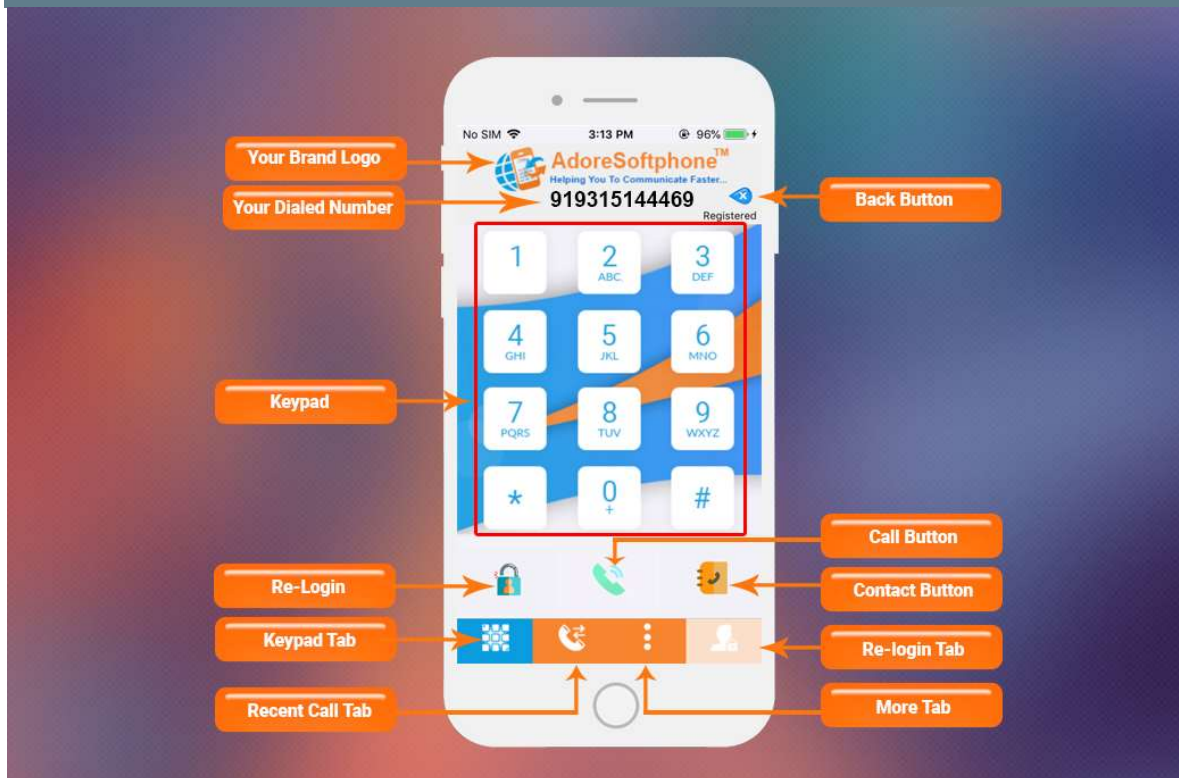 No SIM 3:13 PM 96%
Your Brand Logo
AdoreSoftphone™
Helping You To Communicate Faster...
Your Dialed Number
919315144469
Back Button
Registered
1
2
ABC
3
DEF
4
GHI
5
JKL
6
MNO
Keypad
7
PQRS
8
TUV
9
WXYZ
*
0
+
#
Call Button
Re-Login
Contact Button
Keypad Tab
Re-login Tab
Recent Call Tab
More Tab